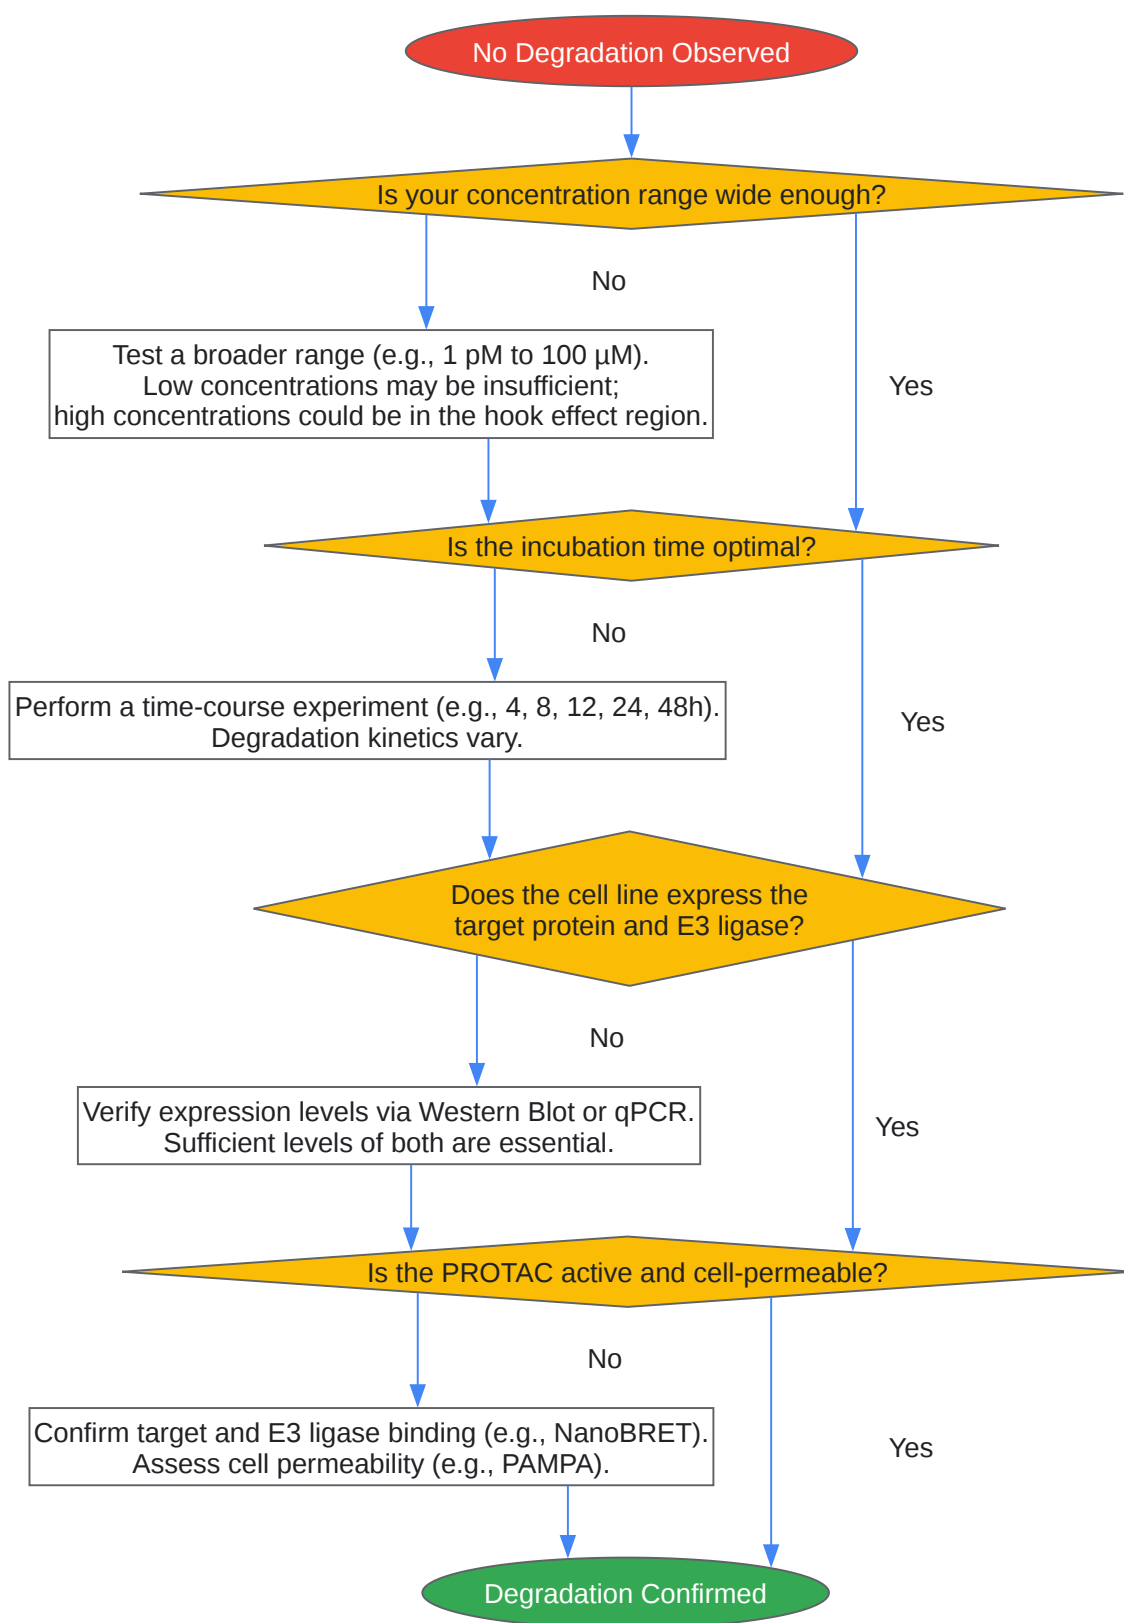 No Degradation Observed
Is your concentration range wide enough?
No
Test a broader range (e.g., 1 pM to 100 µM).
Low concentrations may be insufficient;
high concentrations could be in the hook effect region.
Yes
Is the incubation time optimal?
No
Perform a time-course experiment (e.g., 4, 8, 12, 24, 48h).
Degradation kinetics vary.
Yes
Does the cell line express the
target protein and E3 ligase?
No
Verify expression levels via Western Blot or qPCR.
Sufficient levels of both are essential.
Yes
Is the PROTAC active and cell-permeable?
No
Confirm target and E3 ligase binding (e.g., NanoBRET).
Assess cell permeability (e.g., PAMPA).
Yes
Degradation Confirmed